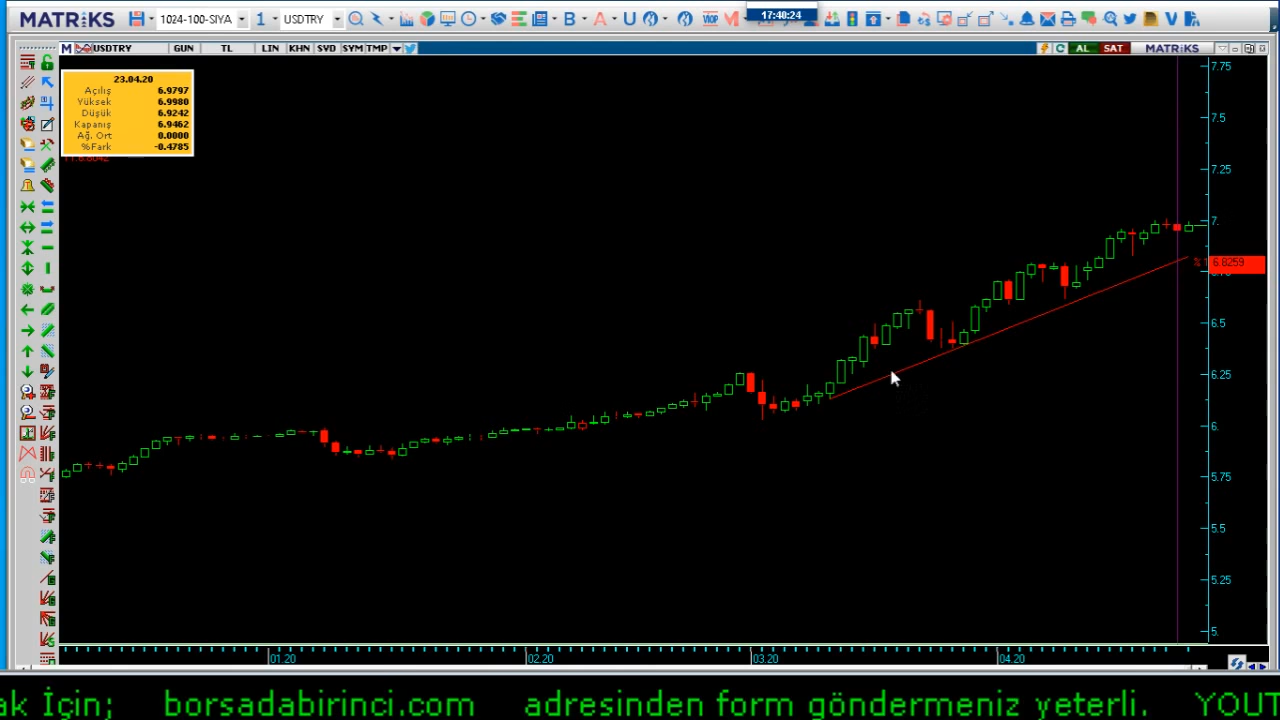 MATRiKS 1024-100-SIYA 1 USDTRY B A U VIOP M 17:40:24
M USDTRY GUN TL LIN KHN SVD SYM TMP AL SAT MATRiKS
23.04.20
Açılış 6.9797
Yüksek 6.9980
Düşük 6.9242
Kapanış 6.9462
Ağ. Ort 0.0000
%Fark -0.4785
7.75
7.5
7.25
7.
6.8259
6.5
6.25
6.
5.75
5.5
5.25
5.
01.20 02.20 03.20 04.20
ak İçin; borsadabirinci.com adresinden form göndermeniz yeterli. YOUT